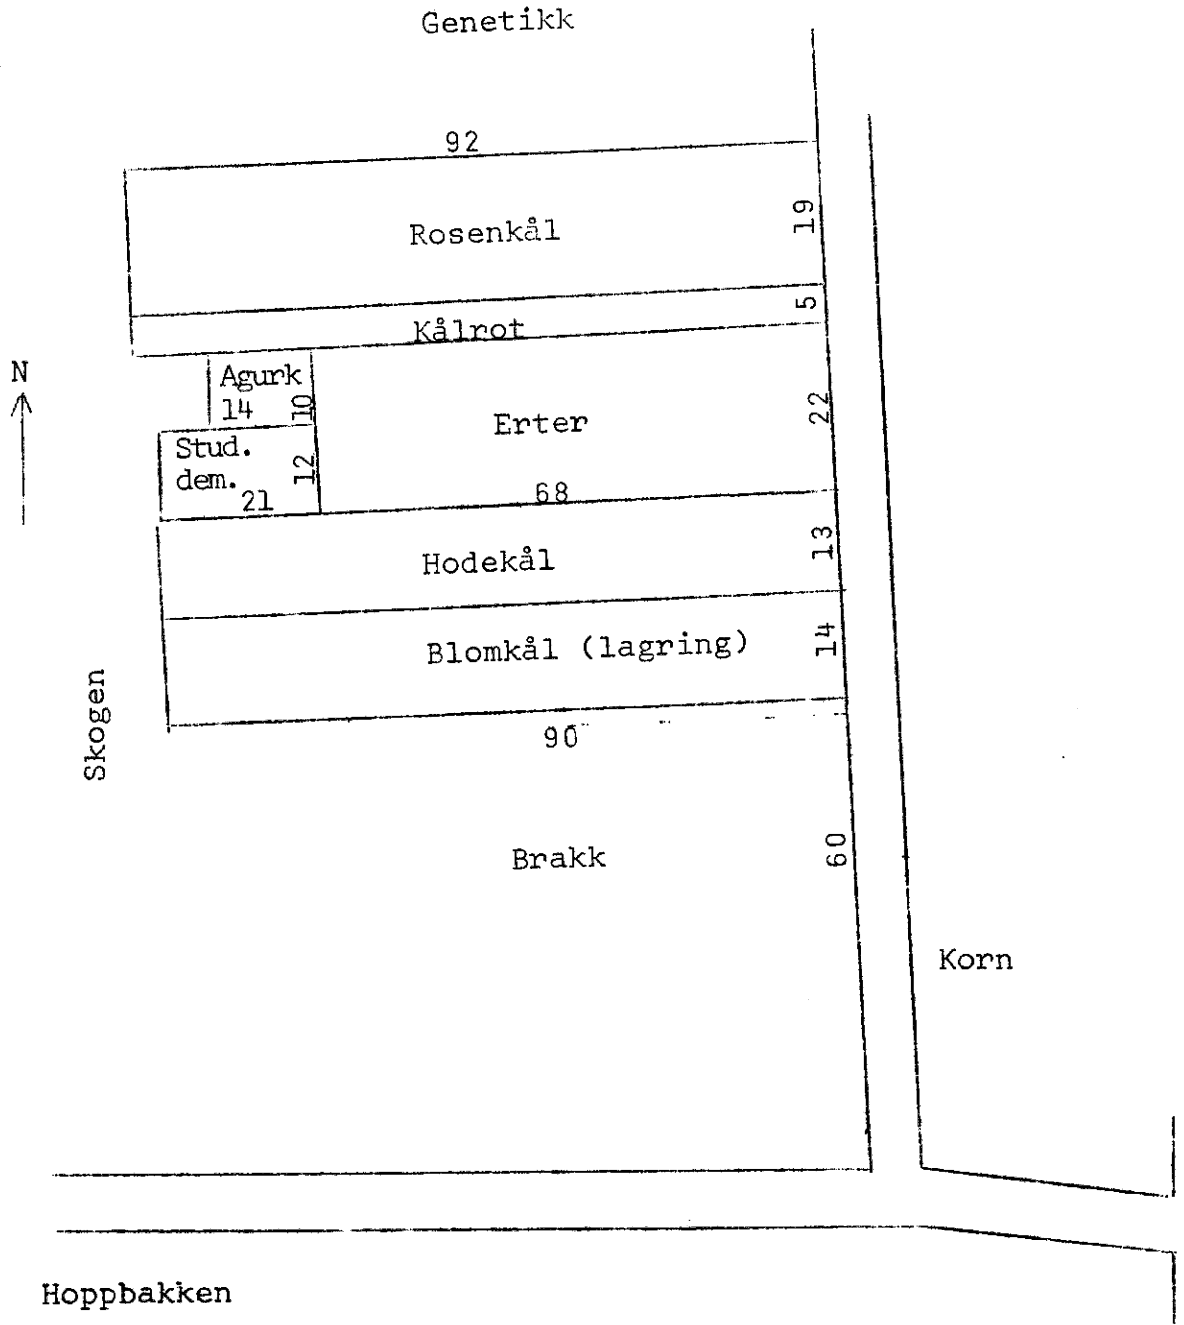 Genetikk
92
Rosenkål
19
5
Kålrot
N
Agurk
14
10
Erter
22
Stud.
dem.
21
12
68
Hodekål
13
Blomkål (lagring)
14
Skogen
90
Brakk
60
Korn
Hoppbakken